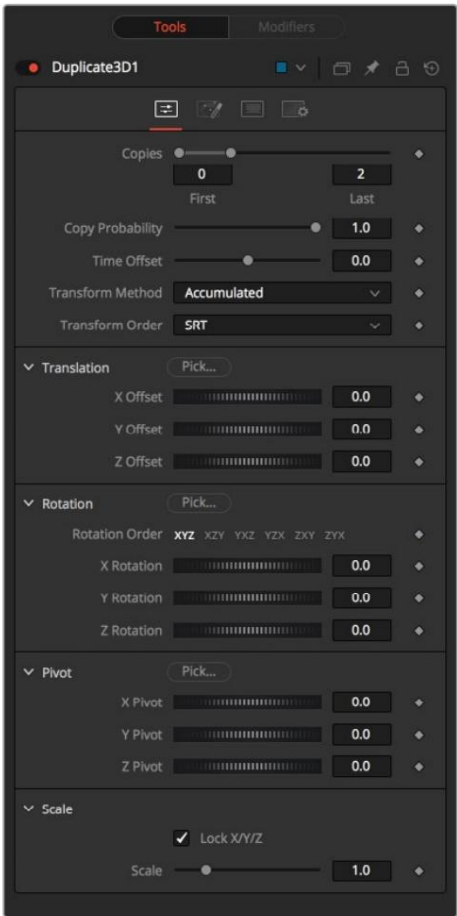 Tools Modifiers
Duplicate3D1
Copies
0 2
First Last
Copy Probability 1.0
Time Offset 0.0
Transform Method Accumulated
Transform Order SRT
Translation Pick...
X Offset 0.0
Y Offset 0.0
Z Offset 0.0
Rotation Pick...
Rotation Order XYZ XZY YXZ YZX ZXY ZYX
X Rotation 0.0
Y Rotation 0.0
Z Rotation 0.0
Pivot Pick...
X Pivot 0.0
Y Pivot 0.0
Z Pivot 0.0
Scale
Lock X/Y/Z
Scale 1.0